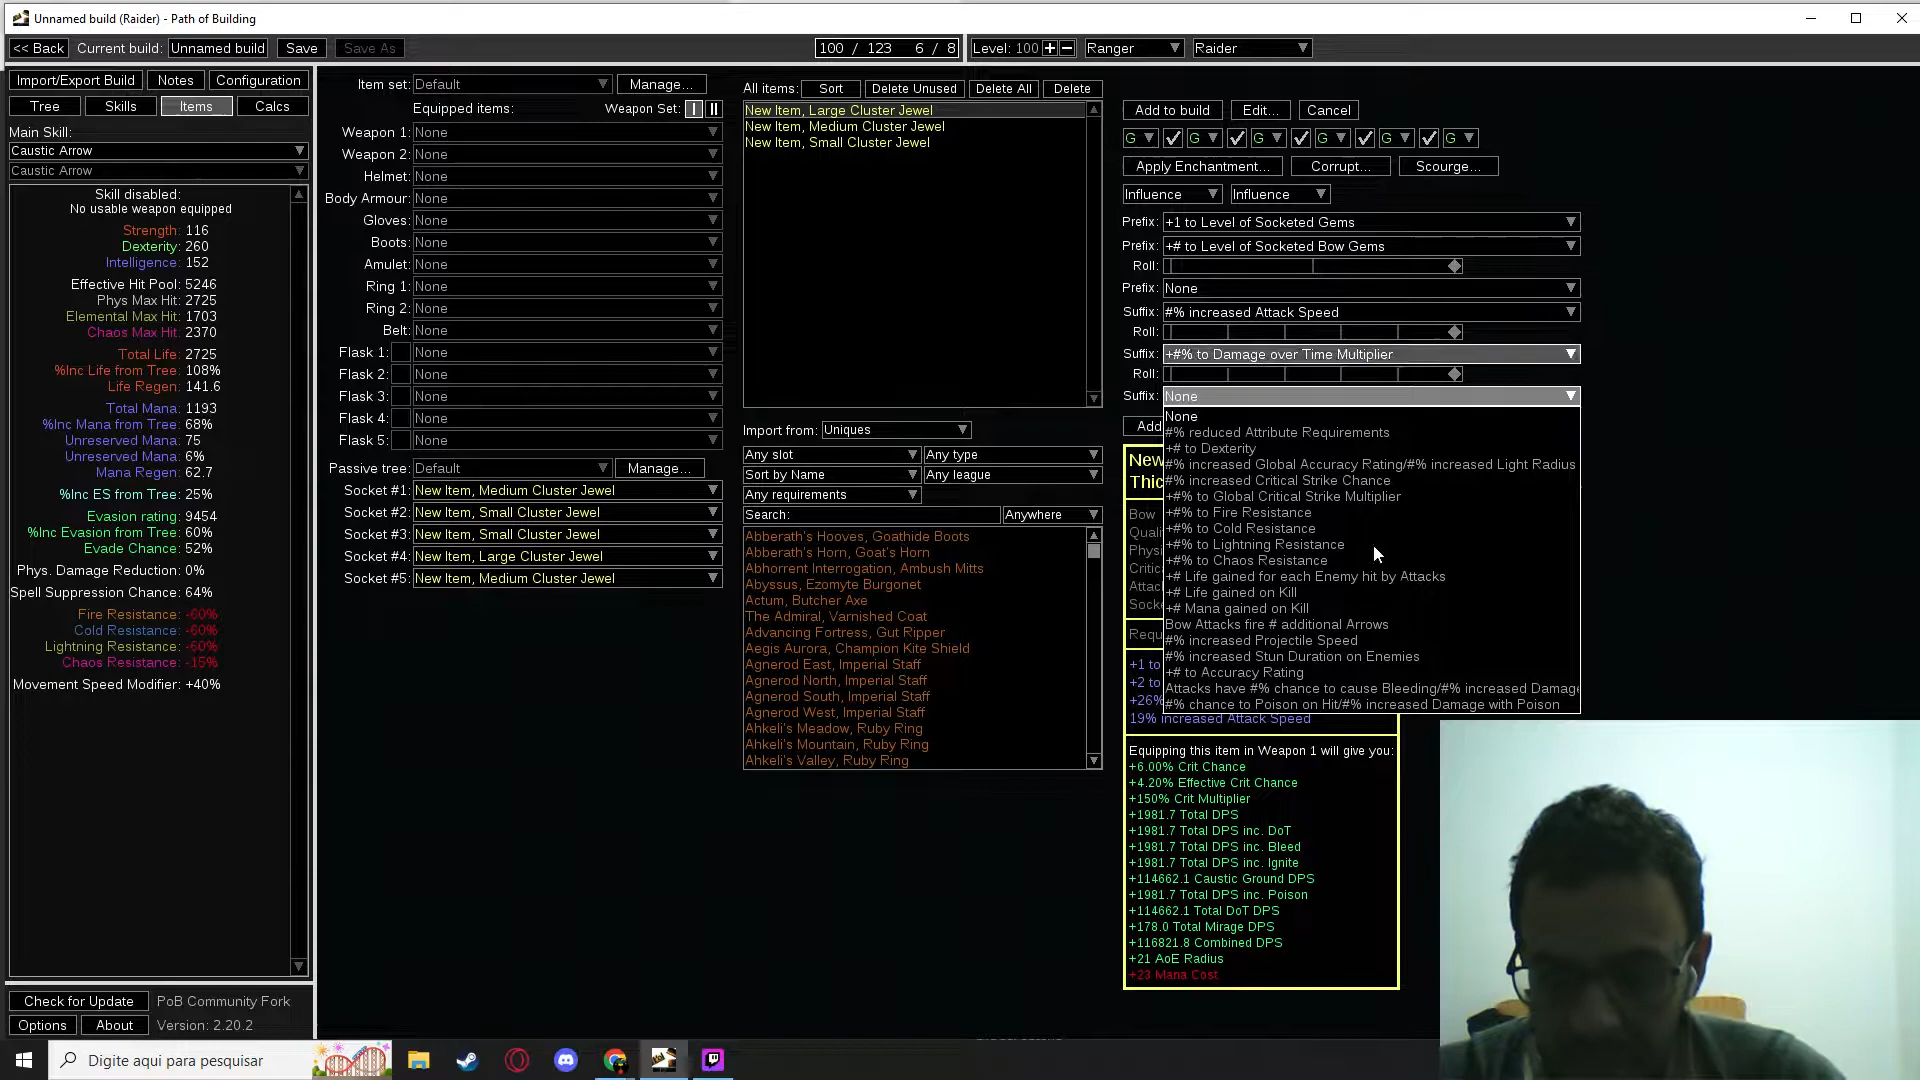 Unnamed build (Raider) - Path of Building
<< Back Current build: Unnamed build Save Save As 100 / 123 6 / 8 Level: 100 + − Ranger Raider
Import/Export Build Notes Configuration
Tree Skills Items Calcs
Main Skill:
Caustic Arrow
Caustic Arrow
Skill disabled:
No usable weapon equipped
Strength: 116
Dexterity: 260
Intelligence: 152
Effective Hit Pool: 5246
Phys Max Hit: 2725
Elemental Max Hit: 1703
Chaos Max Hit: 2370
Total Life: 2725
%Inc Life from Tree: 108%
Life Regen: 141.6
Total Mana: 1193
%Inc Mana from Tree: 68%
Unreserved Mana: 75
Unreserved Mana: 6%
Mana Regen: 62.7
%Inc ES from Tree: 25%
Evasion rating: 9454
%Inc Evasion from Tree: 60%
Evade Chance: 52%
Phys. Damage Reduction: 0%
Spell Suppression Chance: 64%
Fire Resistance: -60%
Cold Resistance: -60%
Lightning Resistance: -60%
Chaos Resistance: -15%
Movement Speed Modifier: +40%
Check for Update PoB Community Fork
Options About Version: 2.20.2
Item set: Default Manage...
Equipped items: Weapon Set: I II
Weapon 1: None
Weapon 2: None
Helmet: None
Body Armour: None
Gloves: None
Boots: None
Amulet: None
Ring 1: None
Ring 2: None
Belt: None
Flask 1: None
Flask 2: None
Flask 3: None
Flask 4: None
Flask 5: None
Passive tree: Default Manage...
Socket #1: New Item, Medium Cluster Jewel
Socket #2: New Item, Small Cluster Jewel
Socket #3: New Item, Small Cluster Jewel
Socket #4: New Item, Large Cluster Jewel
Socket #5: New Item, Medium Cluster Jewel
All items: Sort Delete Unused Delete All Delete
New Item, Large Cluster Jewel
New Item, Medium Cluster Jewel
New Item, Small Cluster Jewel
Import from: Uniques
Any slot Any type
Sort by Name Any league
Any requirements
Search: Anywhere
Abberath's Hooves, Goathide Boots
Abberath's Horn, Goat's Horn
Abhorrent Interrogation, Ambush Mitts
Abyssus, Ezomyte Burgonet
Actum, Butcher Axe
The Admiral, Varnished Coat
Advancing Fortress, Gut Ripper
Aegis Aurora, Champion Kite Shield
Agnerod East, Imperial Staff
Agnerod North, Imperial Staff
Agnerod South, Imperial Staff
Agnerod West, Imperial Staff
Ahkeli's Meadow, Ruby Ring
Ahkeli's Mountain, Ruby Ring
Ahkeli's Valley, Ruby Ring
Add to build Edit... Cancel
G G G G G G
Apply Enchantment... Corrupt... Scourge...
Influence Influence
Prefix: +1 to Level of Socketed Gems
Prefix: +# to Level of Socketed Bow Gems
Roll:
Prefix: None
Suffix: #% increased Attack Speed
Roll:
Suffix: +#% to Damage over Time Multiplier
Roll:
Suffix: None
None
#% reduced Attribute Requirements
+# to Dexterity
#% increased Global Accuracy Rating/#% increased Light Radius
#% increased Critical Strike Chance
+#% to Global Critical Strike Multiplier
+#% to Fire Resistance
+#% to Cold Resistance
+#% to Lightning Resistance
+#% to Chaos Resistance
+# Life gained for each Enemy hit by Attacks
+# Life gained on Kill
+# Mana gained on Kill
Bow Attacks fire # additional Arrows
#% increased Projectile Speed
#% increased Stun Duration on Enemies
+# to Accuracy Rating
Attacks have #% chance to cause Bleeding/#% increased Damage
#% chance to Poison on Hit/#% increased Damage with Poison
Add
New
Thic
Bow
Qualit
Physi
Critic
Attac
Socke
Requ
+1 to
+2 to
+26%
19% increased Attack Speed
Equipping this item in Weapon 1 will give you:
+6.00% Crit Chance
+4.20% Effective Crit Chance
+150% Crit Multiplier
+1981.7 Total DPS
+1981.7 Total DPS inc. DoT
+1981.7 Total DPS inc. Bleed
+1981.7 Total DPS inc. Ignite
+114662.1 Caustic Ground DPS
+1981.7 Total DPS inc. Poison
+114662.1 Total DoT DPS
+178.0 Total Mirage DPS
+116821.8 Combined DPS
+21 AoE Radius
+23 Mana Cost
Digite aqui para pesquisar